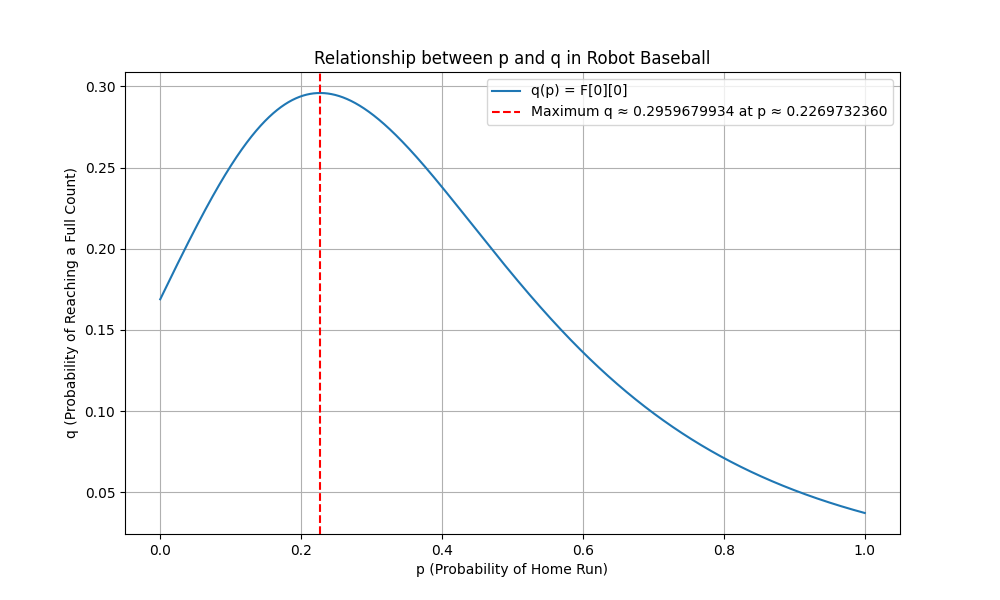 Relationship between p and q in Robot Baseball
q(p) = F[0][0]
Maximum q ≈ 0.2959679934 at p ≈ 0.2269732360
q (Probability of Reaching a Full Count)
0.30
0.25
0.20
0.15
0.10
0.05
0.0 0.2 0.4 0.6 0.8 1.0
p (Probability of Home Run)